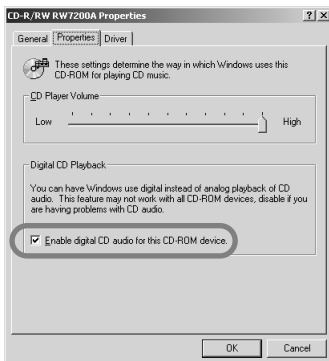 CD-R/RW RW7200A Properties
General Properties Driver
These settings determine the way in which Windows uses this
CD-ROM for playing CD music.
CD Player Volume
Low High
Digital CD Playback
You can have Windows use digital instead of analog playback of CD
audio. This feature may not work with all CD-ROM devices, disable if you
are having problems with CD audio.
Enable digital CD audio for this CD-ROM device.
OK Cancel